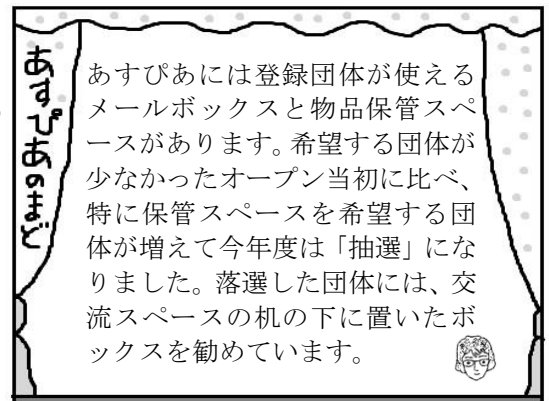 あすぴあのまど
あすぴあには登録団体が使える
メールボックスと物品保管スペ
ースがあります。希望する団体が
少なかったオープン当初に比べ、
特に保管スペースを希望する団
体が増えて今年度は「抽選」にな
りました。落選した団体には、交
流スペースの机の下に置いたボ
ックスを勧めています。